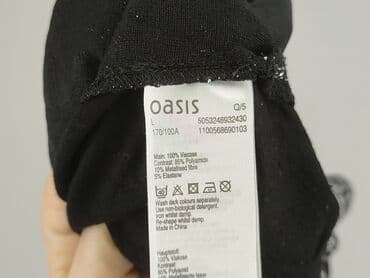 oasis
Q/5
L 5053248932430
170/100A 1100568690103
Main: 100% Viscose
Contrast: 85% Polyamide
10% Metallised fibre
5% Elastane
Wash dark colours separately.
Use non-biological detergent.
Iron whilst damp.
Re-shape whilst damp.
Made in China
Hauptstoff:
100% Viskose
Kontrast:
85% Polyamid